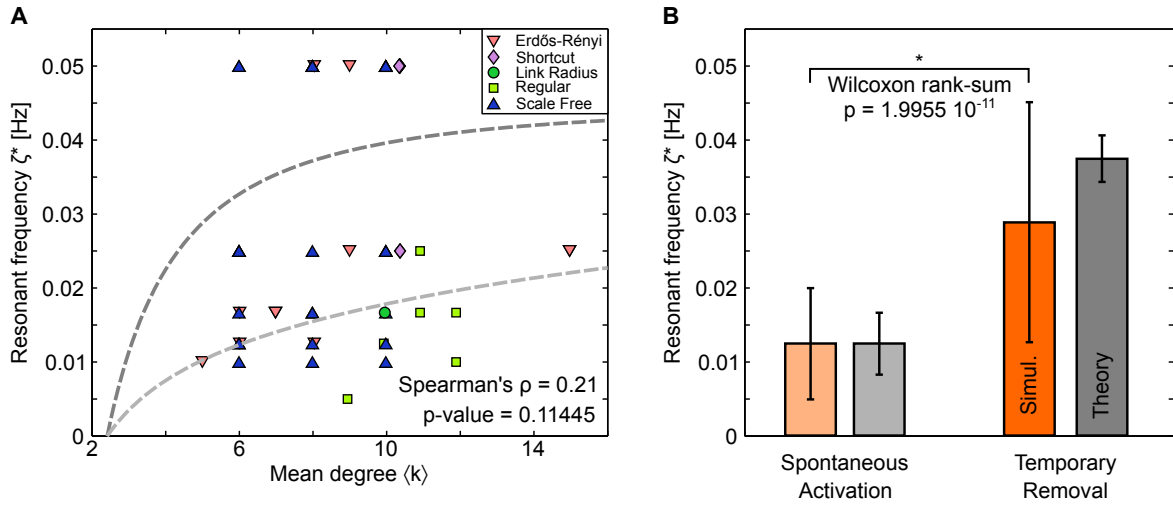 A
Resonant frequency ζ* [Hz]
0.05
0.04
0.03
0.02
0.01
0
2
6
10
14
Mean degree ⟨k⟩
Erdős-Rényi
Shortcut
Link Radius
Regular
Scale Free
Spearman's ρ = 0.21
p-value = 0.11445
B
Resonant frequency ζ* [Hz]
0.05
0.04
0.03
0.02
0.01
0
*
Wilcoxon rank-sum
p = 1.9955 10⁻¹¹
Simul.
Theory
Spontaneous
Activation
Temporary
Removal